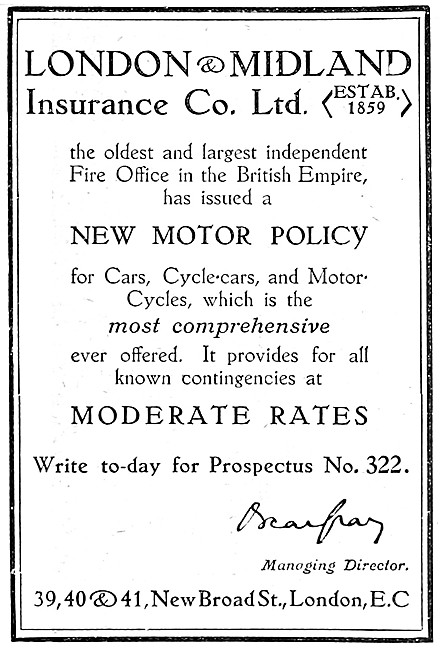 LONDON & MIDLAND
Insurance Co. Ltd. ⟨ESTAB. 1859⟩
the oldest and largest independent
Fire Office in the British Empire,
has issued a
NEW MOTOR POLICY
for Cars, Cycle-cars, and Motor-
Cycles, which is the
most comprehensive
ever offered. It provides for all
known contingencies at
MODERATE RATES
Write to-day for Prospectus No. 322.
Managing Director.
39, 40 & 41, New Broad St., London, E.C